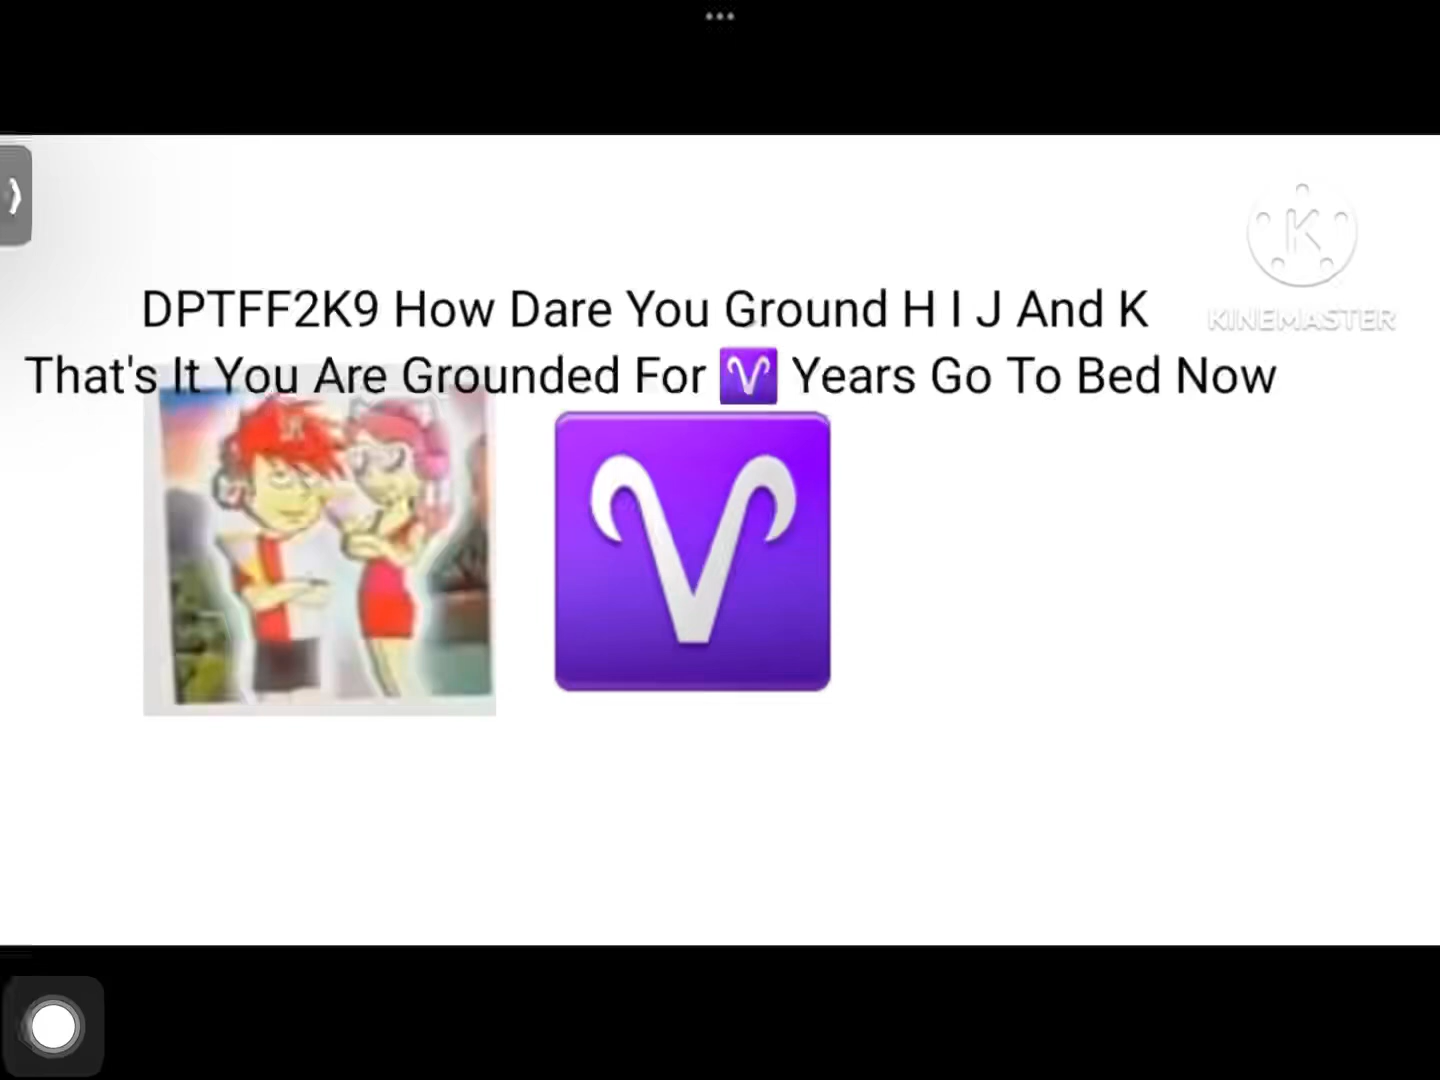 DPTFF2K9 How Dare You Ground H I J And K
That's It You Are Grounded For ♈ Years Go To Bed Now
K
KINEMASTER